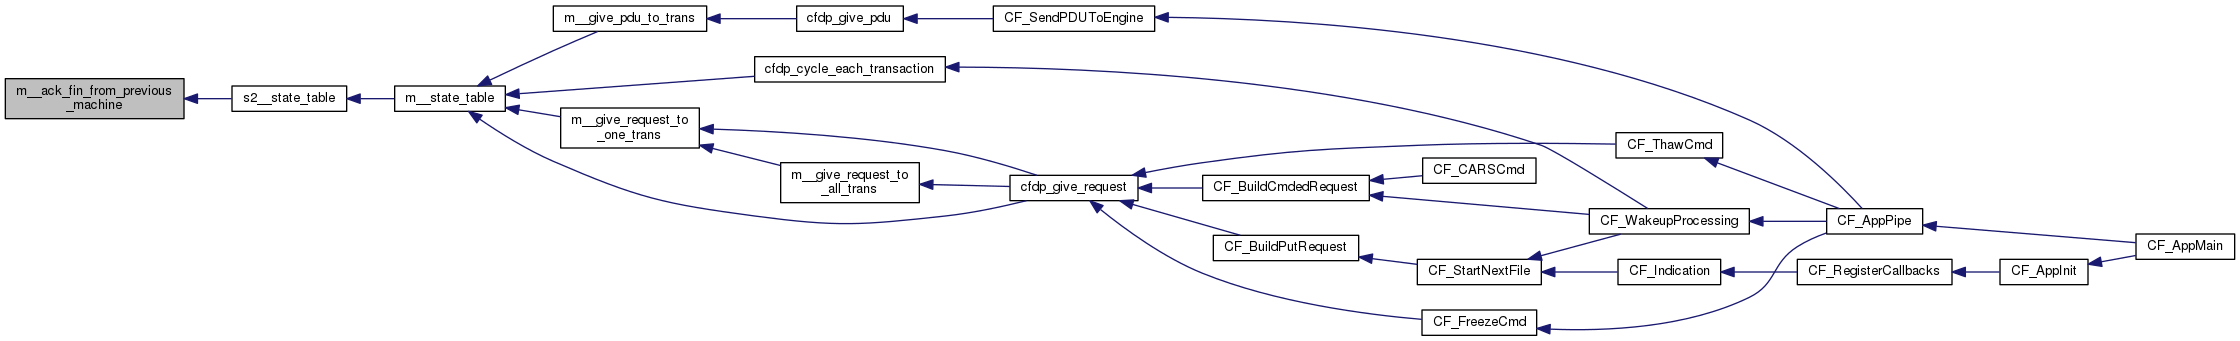 m__give_pdu_to_trans
cfdp_give_pdu
CF_SendPDUToEngine
cfdp_cycle_each_transaction
m__ack_fin_from_previous
_machine
s2__state_table
m__state_table
m__give_request_to
_one_trans
CF_ThawCmd
m__give_request_to
_all_trans
cfdp_give_request
CF_BuildCmdedRequest
CF_CARSCmd
CF_WakeupProcessing
CF_AppPipe
CF_BuildPutRequest
CF_AppMain
CF_StartNextFile
CF_Indication
CF_RegisterCallbacks
CF_AppInit
CF_FreezeCmd